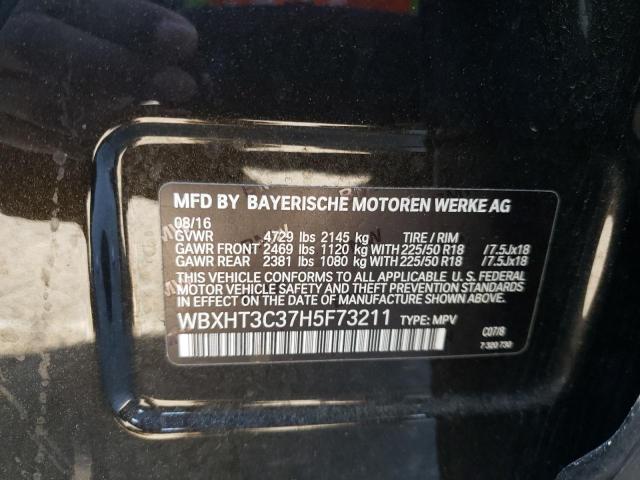 MFD BY BAYERISCHE MOTOREN WERKE AG
08/16
GVWR 4729 lbs 2145 kg TIRE / RIM
GAWR FRONT 2469 lbs 1120 kg WITH 225/50 R18 /7.5Jx18
GAWR REAR 2381 lbs 1080 kg WITH 225/50 R18 /7.5Jx18
THIS VEHICLE CONFORMS TO ALL APPLICABLE U. S. FEDERAL
MOTOR VEHICLE SAFETY AND THEFT PREVENTION STANDARDS
IN EFFECT ON THE DATE OF MANUFACTURE SHOWN ABOVE.
WBXHT3C37H5F73211 TYPE: MPV
C07/8
7 320 730